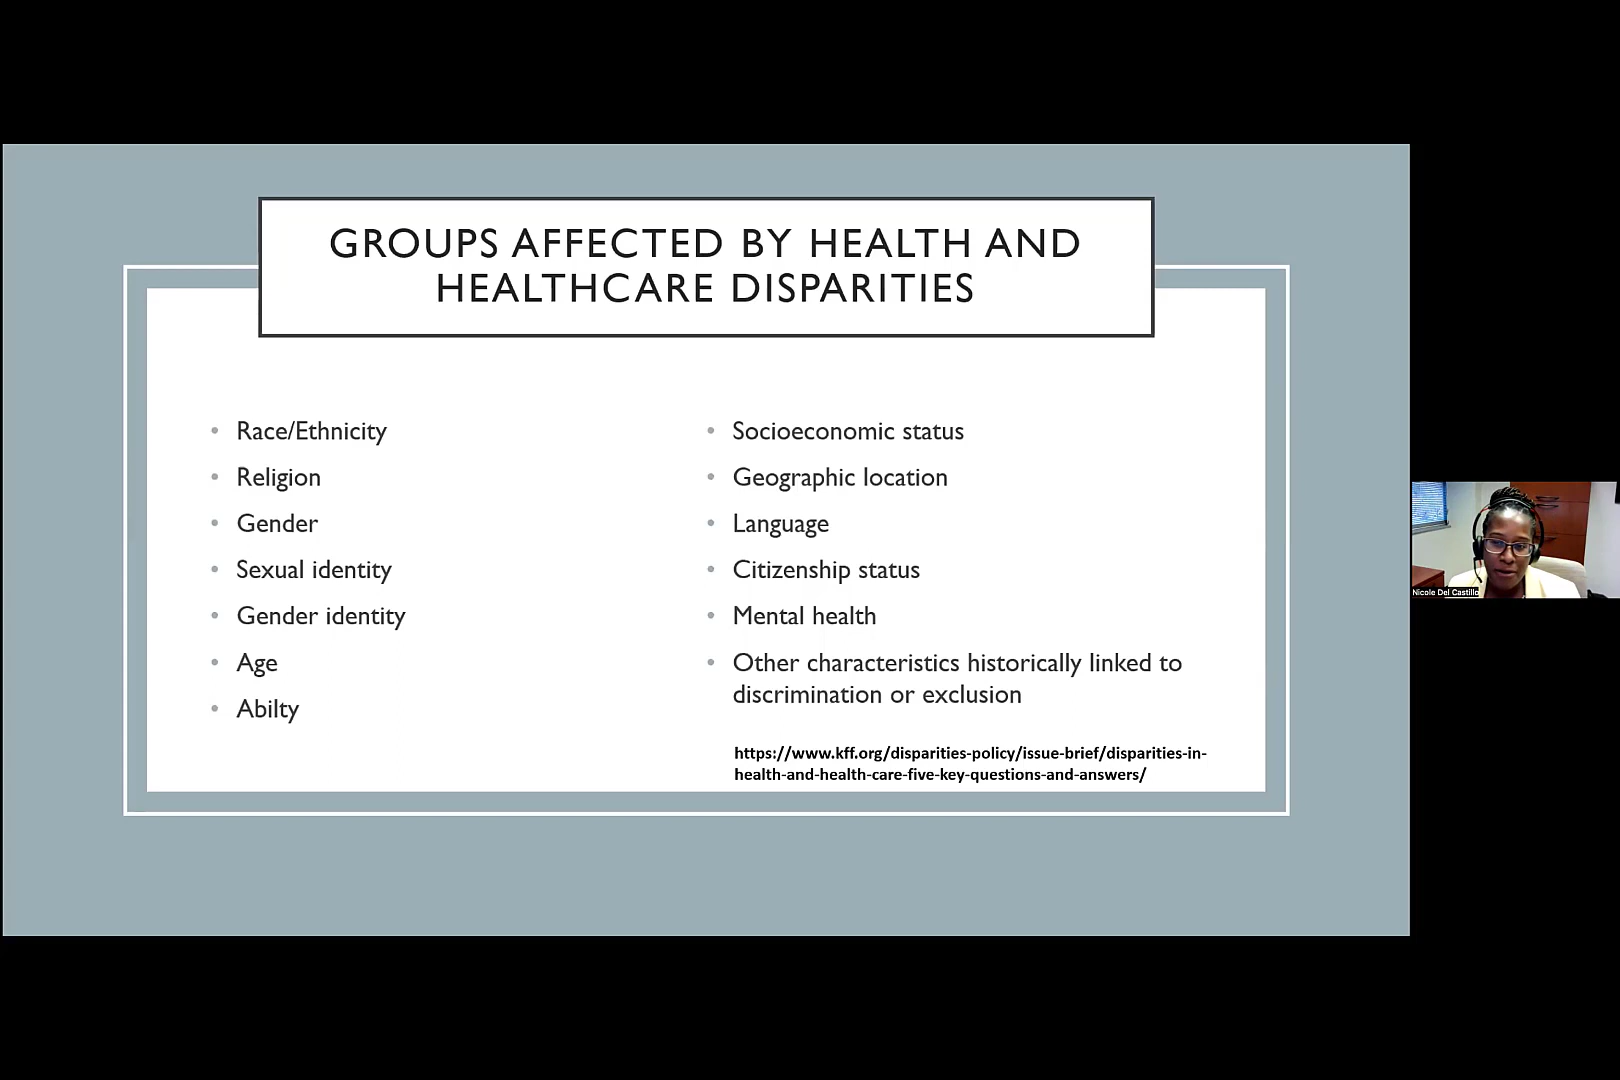 GROUPS AFFECTED BY HEALTH AND
HEALTHCARE DISPARITIES
• Race/Ethnicity
• Religion
• Gender
• Sexual identity
• Gender identity
• Age
• Abilty
• Socioeconomic status
• Geographic location
• Language
• Citizenship status
• Mental health
• Other characteristics historically linked to
discrimination or exclusion
https://www.kff.org/disparities-policy/issue-brief/disparities-in-
health-and-health-care-five-key-questions-and-answers/
Nicole Del Castillo